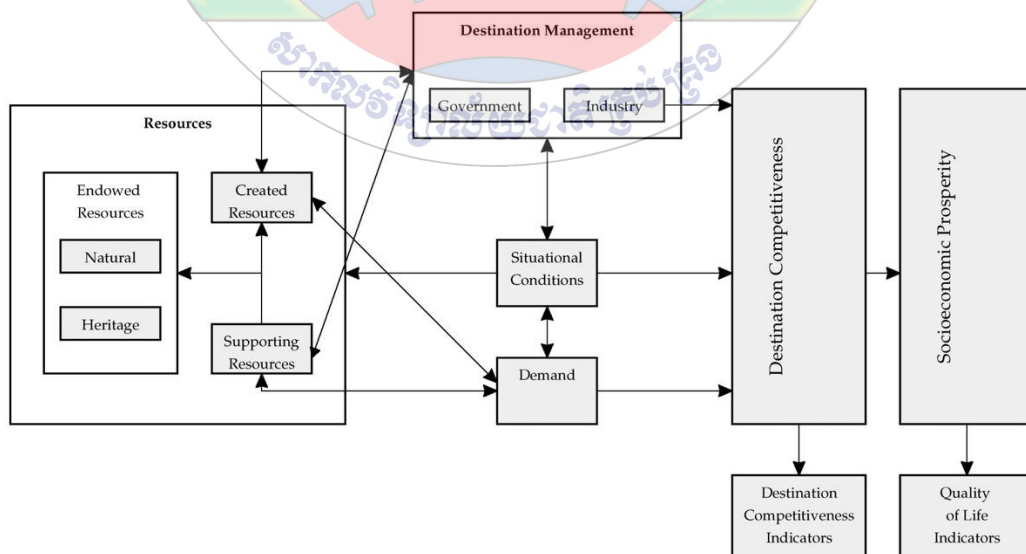 Destination Management
Government
Industry
Resources
Endowed
Resources
Natural
Heritage
Created
Resources
Supporting
Resources
Situational
Conditions
Demand
Destination Competitiveness
Socioeconomic Prosperity
Destination
Competitiveness
Indicators
Quality
of Life
Indicators